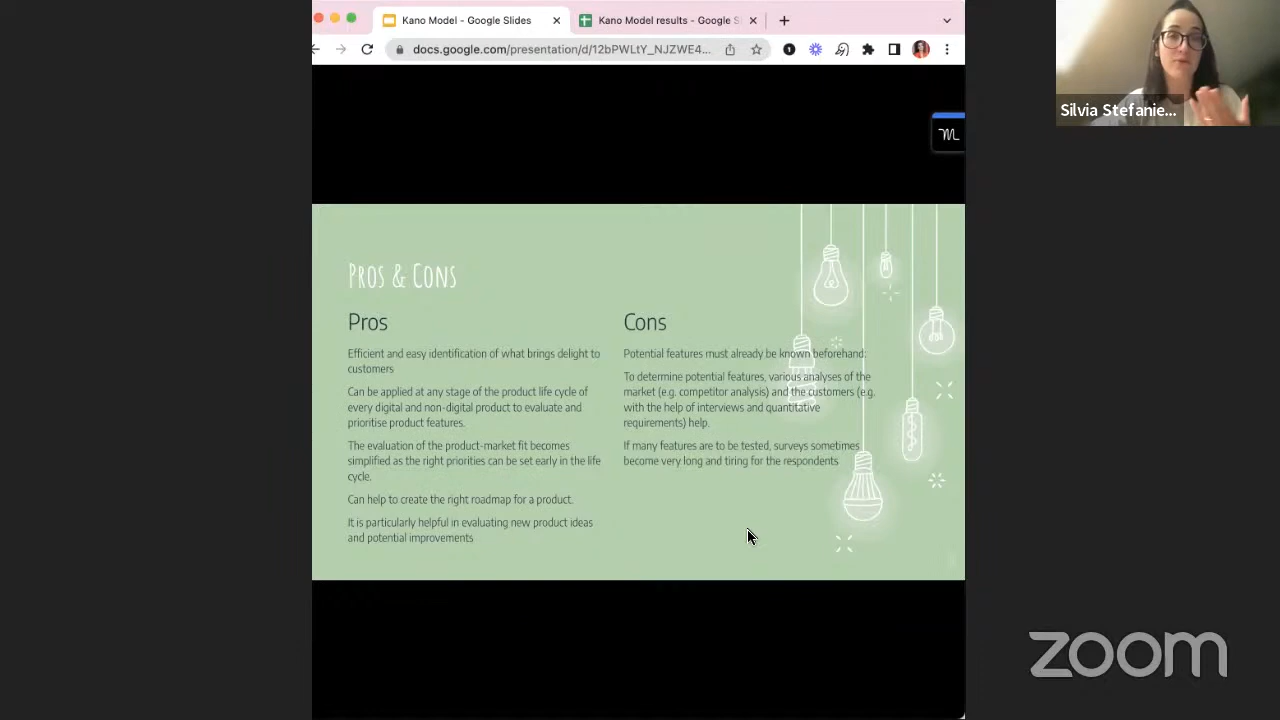 Kano Model - Google Slides
Kano Model results - Google S
docs.google.com/presentation/d/12bPWLtY_NJZWE4...
Silvia Stefanie...
Pros & Cons
Pros
Efficient and easy identification of what brings delight to
customers
Can be applied at any stage of the product life cycle of
every digital and non-digital product to evaluate and
prioritise product features.
The evaluation of the product-market fit becomes
simplified as the right priorities can be set early in the life
cycle.
Can help to create the right roadmap for a product.
It is particularly helpful in evaluating new product ideas
and potential improvements
Cons
Potential features must already be known beforehand:
To determine potential features, various analyses of the
market (e.g. competitor analysis) and the customers (e.g.
with the help of interviews and quantitative
requirements) help.
If many features are to be tested, surveys sometimes
become very long and tiring for the respondents
zoom